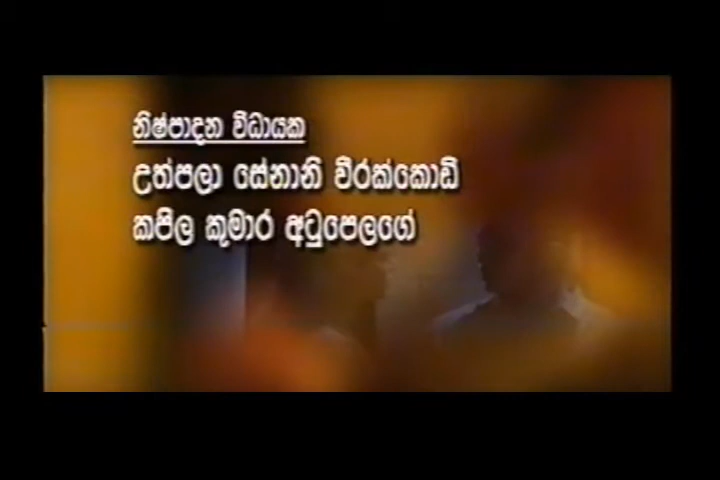 නිෂ්පාදන විධායක
උත්පලා සේනානි වීරක්කොඩි
කපිල කුමාර අටුපෙලගේ